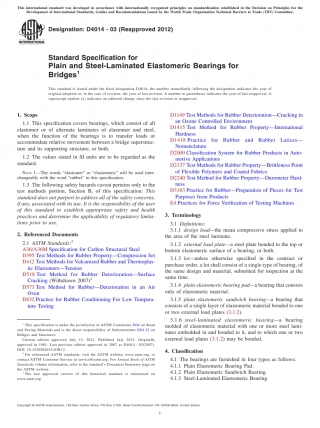 This international standard was developed in accordance with internationally recognized principles on standardization established in the Decision on Principles for the
Development of International Standards, Guides and Recommendations issued by the World Trade Organization Technical Barriers to Trade (TBT) Committee.
Designation: D4014 - 03 (Reapproved 2012)
INTERNATIONAL
Standard Specification for
Plain and Steel-Laminated Elastomeric Bearings for
Bridges1
This standard is issued under the fixed designation D4014; the number immediately following the designation indicates the year of
original adoption or, in the case of revision, the year of last revision. A number in parentheses indicates the year of last reapproval. A
superscript epsilon (ε) indicates an editorial change since the last revision or reapproval.
1. Scope
1.1 This specification covers bearings, which consist of all
elastomer or of alternate laminates of elastomer and steel,
when the function of the bearings is to transfer loads or
accommodate relative movement between a bridge superstruc-
ture and its supporting structure, or both.
1.2 The values stated in SI units are to be regarded as the
standard.
NOTE 1—The words "elastomer" or "elastomeric" will be used inter-
changeably with the word "rubber" in this specification.
1.3 The following safety hazards caveat pertains only to the
test methods portion, Section 8, of this specification: This
standard does not purport to address all of the safety concerns,
if any, associated with its use. It is the responsibility of the user
of this standard to establish appropriate safety and health
practices and determine the applicability of regulatory limita-
tions prior to use.
2. Referenced Documents
2.1 ASTM Standards:2
A36/A36M Specification for Carbon Structural Steel
D395 Test Methods for Rubber Property—Compression Set
D412 Test Methods for Vulcanized Rubber and Thermoplas-
tic Elastomers—Tension
D518 Test Method for Rubber Deterioration—Surface
Cracking (Withdrawn 2007)3
D573 Test Method for Rubber—Deterioration in an Air
Oven
D832 Practice for Rubber Conditioning For Low Tempera-
ture Testing
D1149 Test Methods for Rubber Deterioration—Cracking in
an Ozone Controlled Environment
D1415 Test Method for Rubber Property—International
Hardness
D1418 Practice for Rubber and Rubber Latices—
Nomenclature
D2000 Classification System for Rubber Products in Auto-
motive Applications
D2137 Test Methods for Rubber Property—Brittleness Point
of Flexible Polymers and Coated Fabrics
D2240 Test Method for Rubber Property—Durometer Hard-
ness
D3183 Practice for Rubber—Preparation of Pieces for Test
Purposes from Products
E4 Practices for Force Verification of Testing Machines
3. Terminology
3.1 Definitions:
3.1.1 design load—the mean compressive stress applied to
the area of the steel laminate.
3.1.2 external load plate—a steel plate bonded to the top or
bottom elastomeric surface of a bearing, or both.
3.1.3 lot—unless otherwise specified in the contract or
purchase order, a lot shall consist of a single type of bearing, of
the same design and material, submitted for inspection at the
same time.
3.1.4 plain elastomeric bearing pad—a bearing that consists
only of elastomeric material.
3.1.5 plain elastomeric sandwich bearing—a bearing that
consists of a single layer of elastomeric material bonded to one
or two external load plates (3.1.2).
3.1.6 steel-laminated elastomeric bearing—a bearing
molded of elastomeric material with one or more steel lami-
nates embedded in and bonded to it, and to which one or two
external load plates (3.1.2) may be bonded.
4. Classification
4.1 The bearings are furnished in four types as follows:
4.1.1 Plain Elastomeric Bearing Pad.
4.1.2 Plain Elastomeric Sandwich Bearing.
4.1.3 Steel-Laminated Elastomeric Bearing.
1 This specification is under the jurisdiction of ASTM Committee D04 on Road
and Paving Materials and is the direct responsibility of Subcommittee D04.32 on
Bridges and Structures.
Current edition approved July 15, 2012. Published July 2012. Originally
approved in 1981. Last previous edition approved in 2007 as D4014 – 03(2007).
2 For referenced ASTM standards, visit the ASTM website, www.astm.org, or
contact ASTM Customer Service at service@astm.org. For Annual Book of ASTM
Standards volume information, refer to the standard's Document Summary page on
the ASTM website.
3 The last approved version of this historical standard is referenced on
www.astm.org.
Copyright © ASTM International, 100 Barr Harbor Drive, PO Box C700, West Conshohocken, PA 19428-2959. United States
1